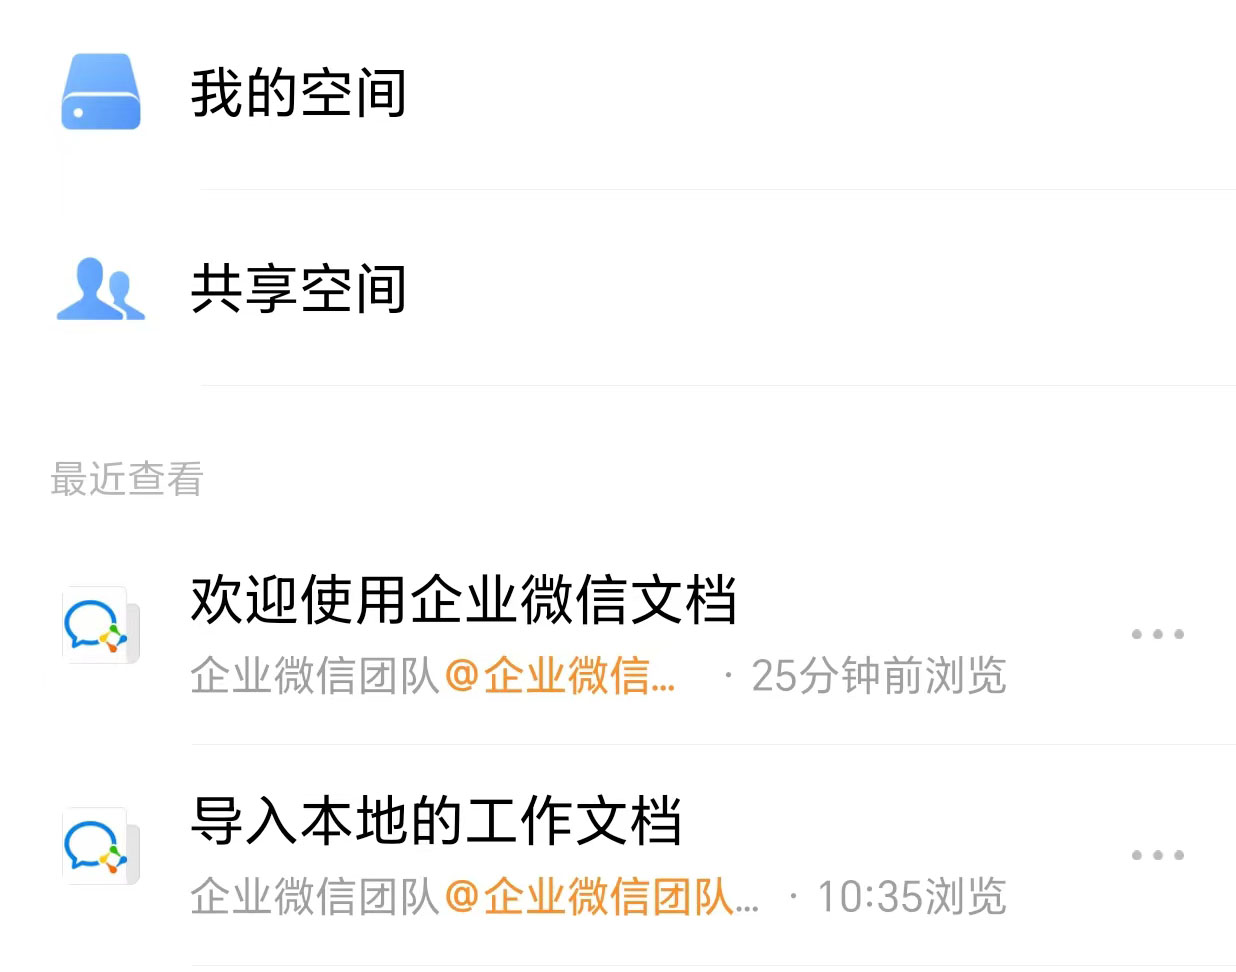 我的空间
共享空间
最近查看
欢迎使用企业微信文档
企业微信团队@企业微信... · 25分钟前浏览
导入本地的工作文档
企业微信团队@企业微信团队... · 10:35浏览